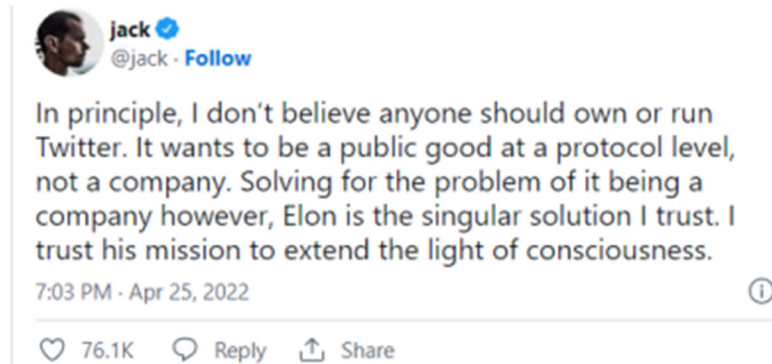 jack
@jack · Follow
In principle, I don't believe anyone should own or run
Twitter. It wants to be a public good at a protocol level,
not a company. Solving for the problem of it being a
company however, Elon is the singular solution I trust. I
trust his mission to extend the light of consciousness.
7:03 PM · Apr 25, 2022
76.1K Reply Share